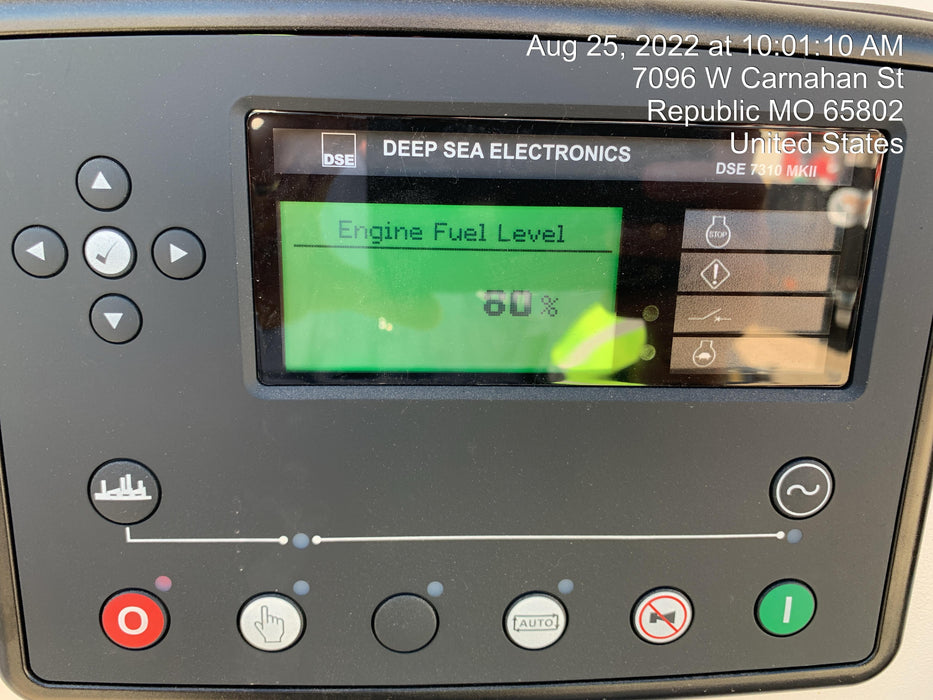 Aug 25, 2022 at 10:01:10 AM
7096 W Carnahan St
Republic MO 65802
United States
DSE
DEEP SEA ELECTRONICS
DSE 7310 MKII
Engine Fuel Level
%
STOP
AUTO